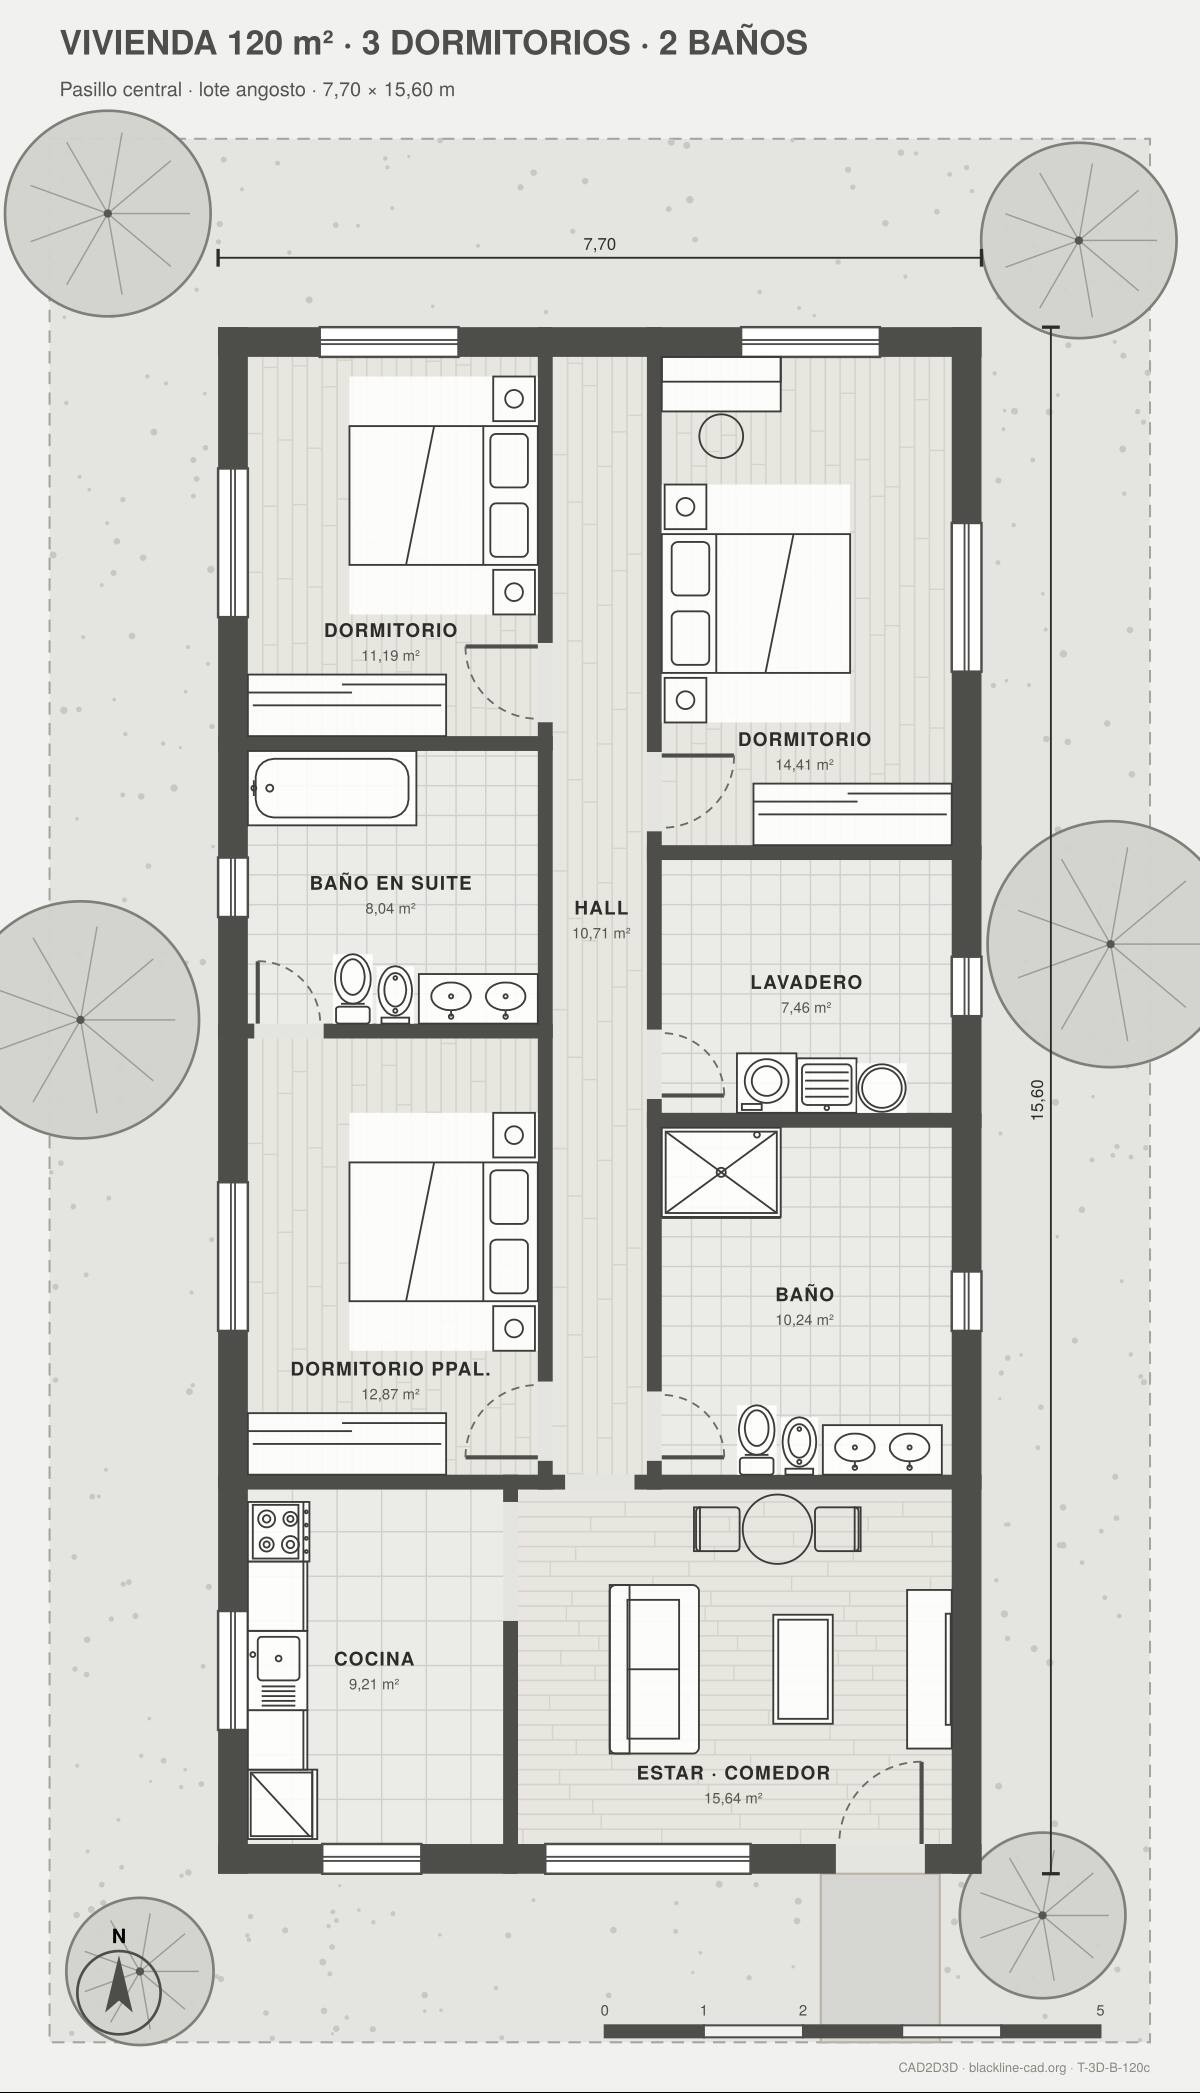 VIVIENDA 120 m² · 3 DORMITORIOS · 2 BAÑOS
Pasillo central · lote angosto · 7,70 × 15,60 m
7,70
DORMITORIO
11,19 m²
DORMITORIO
14,41 m²
BAÑO EN SUITE
8,04 m²
HALL
10,71 m²
LAVADERO
7,46 m²
15,60
BAÑO
10,24 m²
DORMITORIO PPAL.
12,87 m²
COCINA
9,21 m²
ESTAR · COMEDOR
15,64 m²
N
0 1 2 5
CAD2D3D · blackline-cad.org · T-3D-B-120c